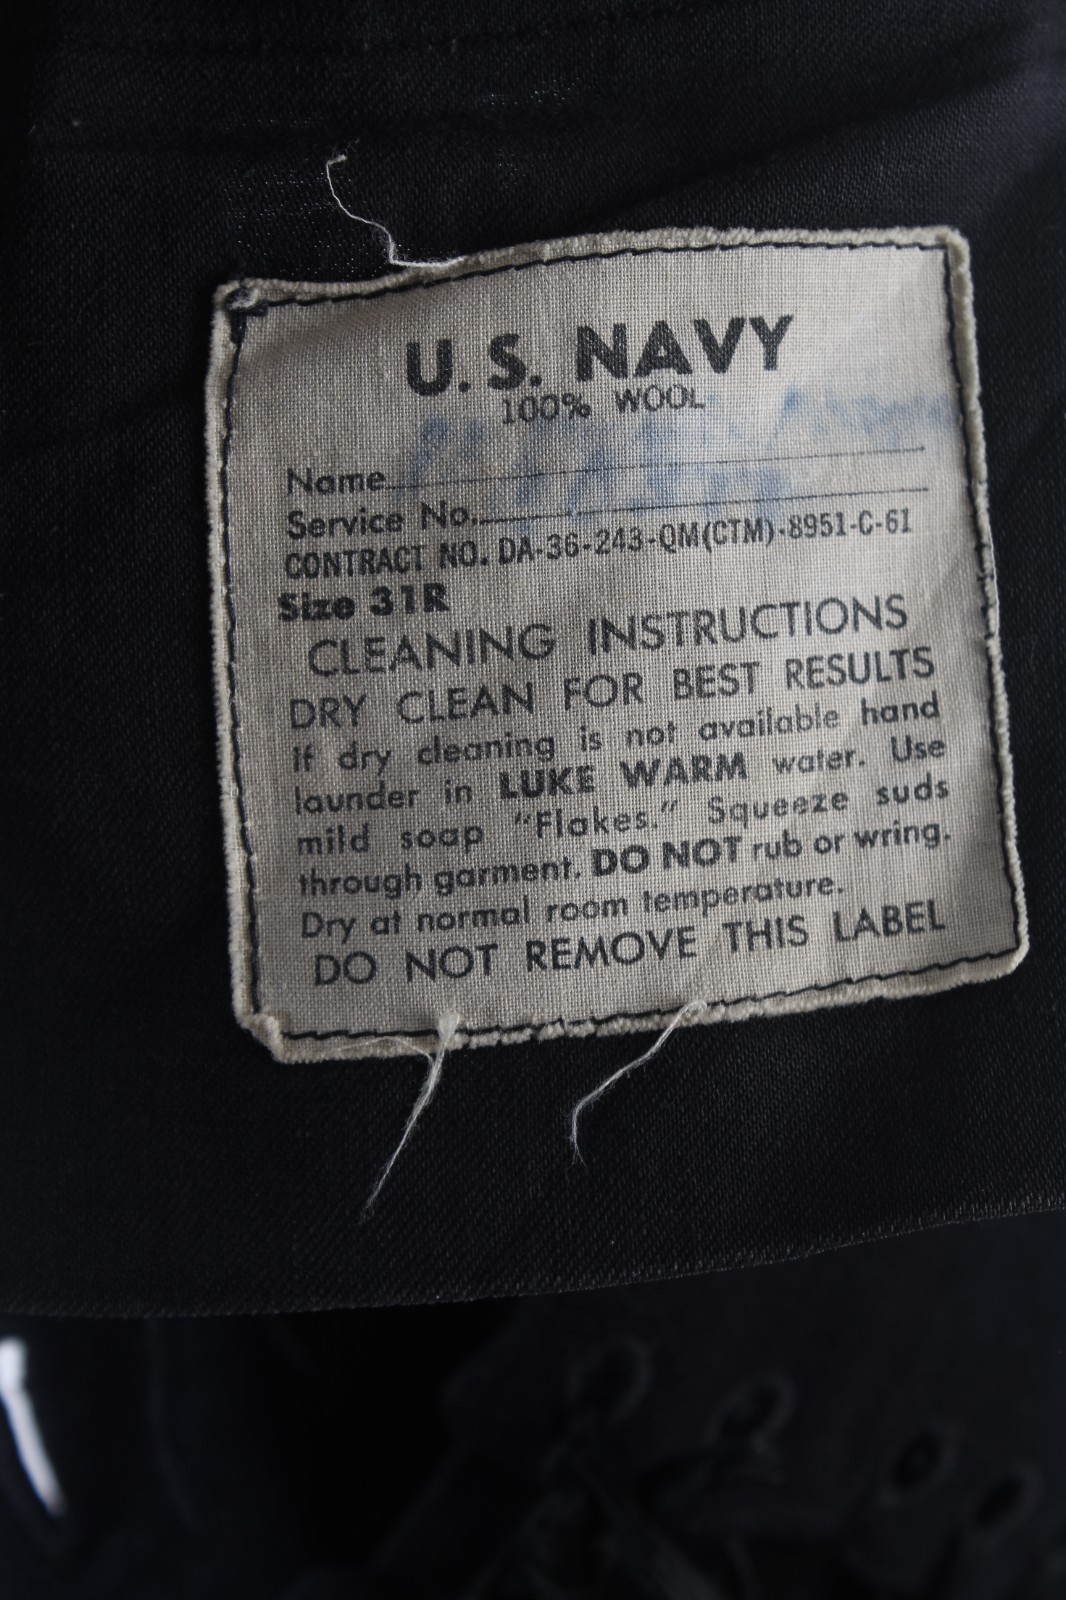 U.S. NAVY
100% WOOL
Name
Service No.
CONTRACT NO. DA-36-243-QM(CTM)-8951-C-61
Size 31R
CLEANING INSTRUCTIONS
DRY CLEAN FOR BEST RESULTS
If dry cleaning is not available hand
launder in LUKE WARM water. Use
mild soap "Flakes." Squeeze suds
through garment. DO NOT rub or wring.
Dry at normal room temperature.
DO NOT REMOVE THIS LABEL